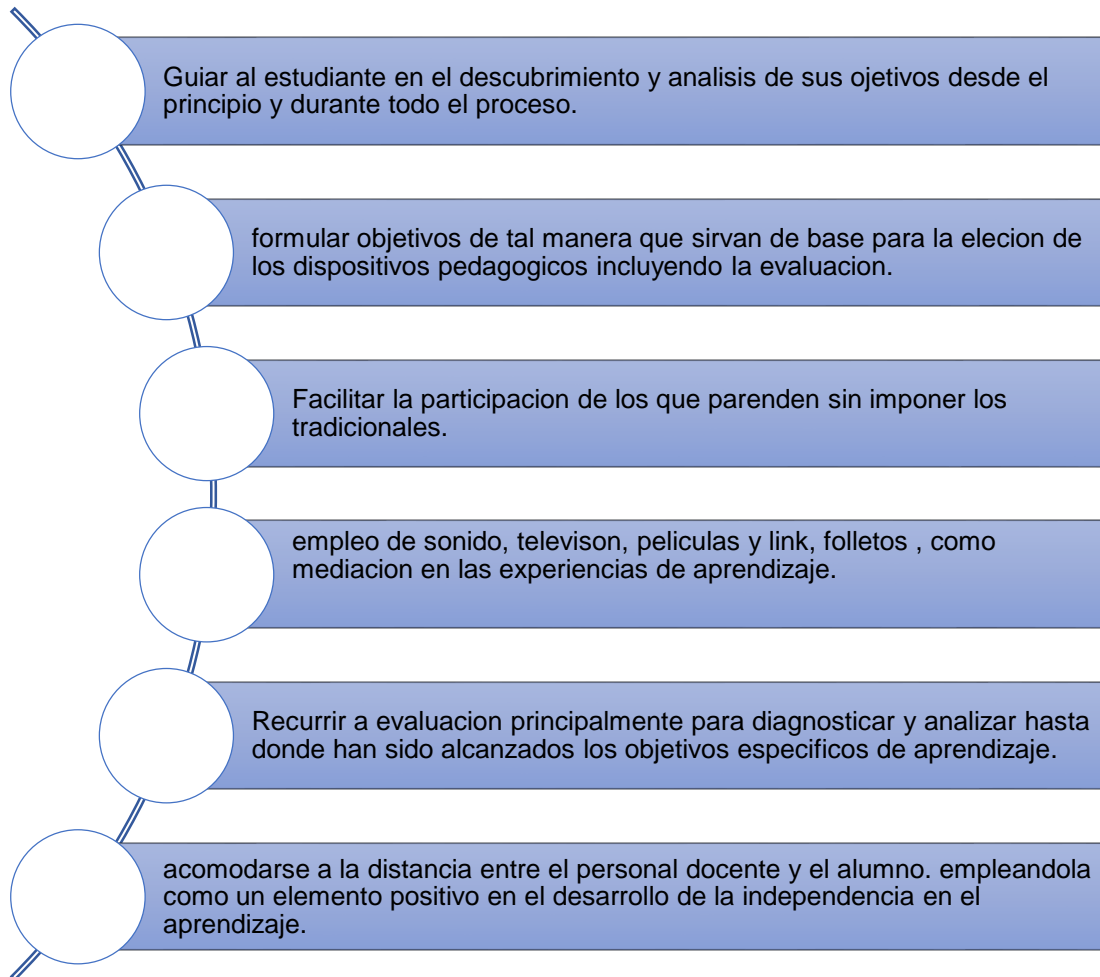 Guiar al estudiante en el descubrimiento y analisis de sus ojetivos desde el
principio y durante todo el proceso.
formular objetivos de tal manera que sirvan de base para la elecion de
los dispositivos pedagogicos incluyendo la evaluacion.
Facilitar la participacion de los que parenden sin imponer los
tradicionales.
empleo de sonido, televison, peliculas y link, folletos , como
mediacion en las experiencias de aprendizaje.
Recurrir a evaluacion principalmente para diagnosticar y analizar hasta
donde han sido alcanzados los objetivos especificos de aprendizaje.
acomodarse a la distancia entre el personal docente y el alumno. empleandola
como un elemento positivo en el desarrollo de la independencia en el
aprendizaje.